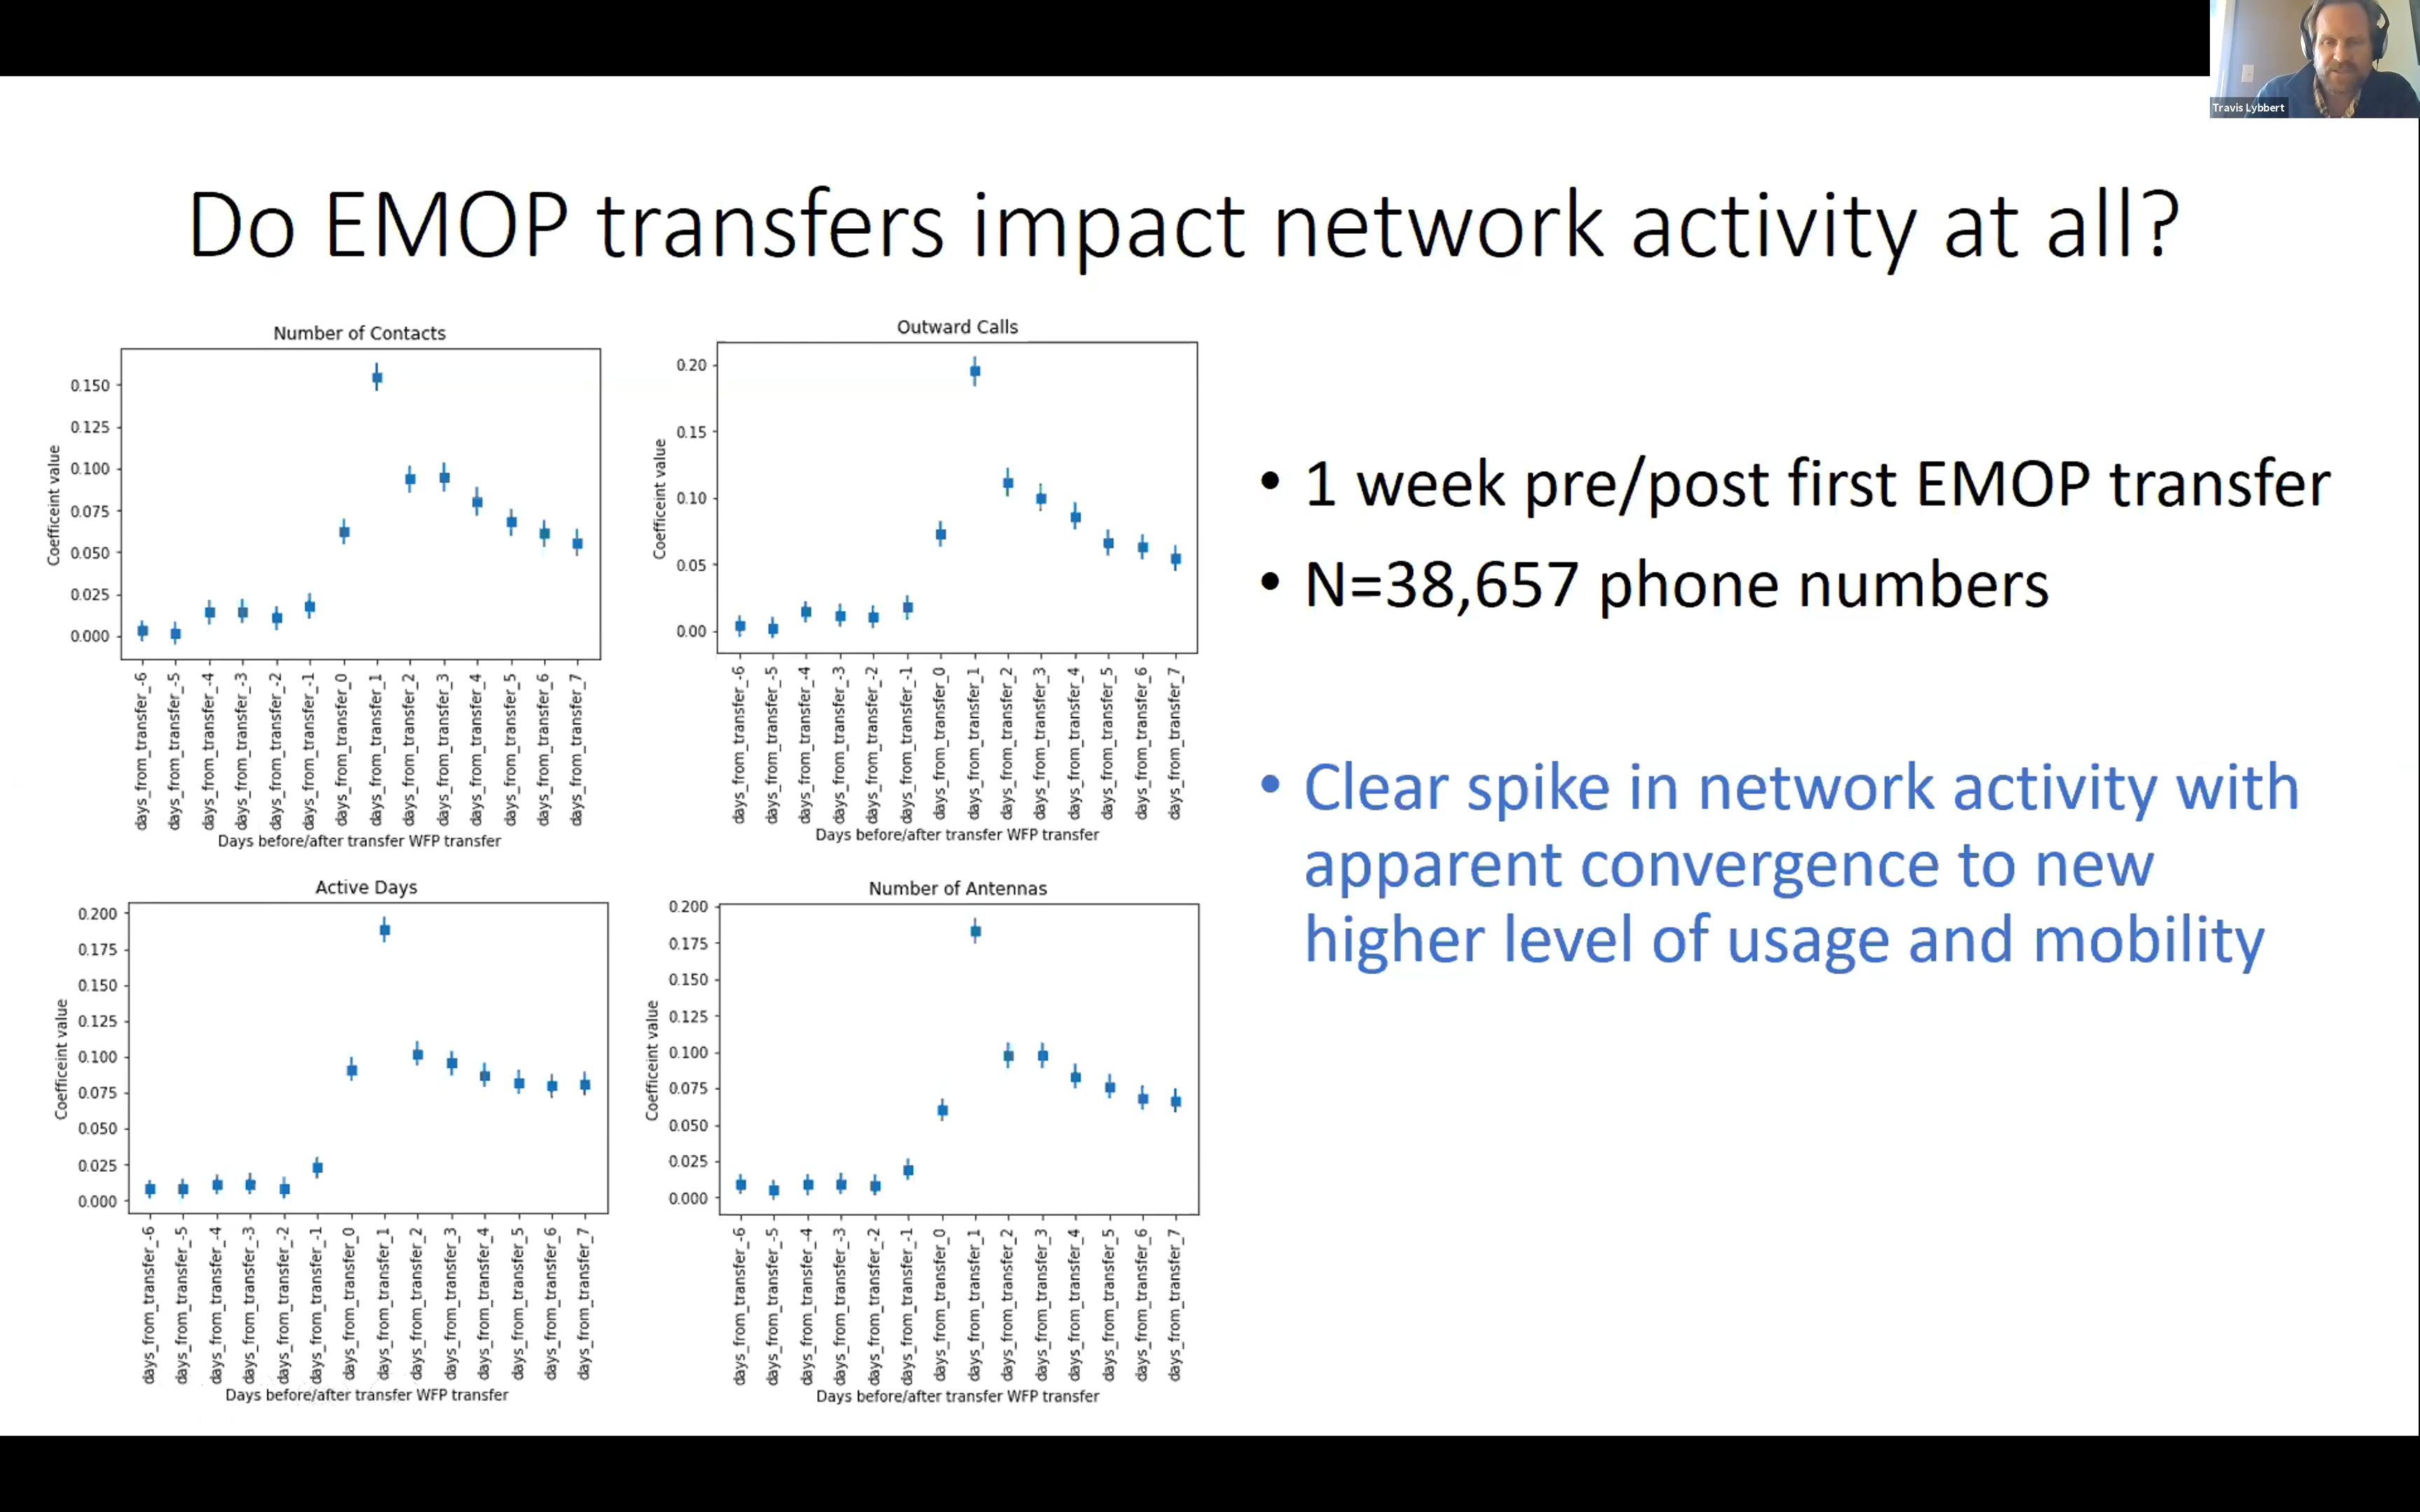 Travis Lybbert
Do EMOP transfers impact network activity at all?
Number of Contacts
Coefficeint value
0.150
0.125
0.100
0.075
0.050
0.025
0.000
days_from_transfer_-6
days_from_transfer_-5
days_from_transfer_-4
days_from_transfer_-3
days_from_transfer_-2
days_from_transfer_-1
days_from_transfer_0
days_from_transfer_1
days_from_transfer_2
days_from_transfer_3
days_from_transfer_4
days_from_transfer_5
days_from_transfer_6
days_from_transfer_7
Days before/after transfer WFP transfer
Outward Calls
Coefficeint value
0.20
0.15
0.10
0.05
0.00
days_from_transfer_-6
days_from_transfer_-5
days_from_transfer_-4
days_from_transfer_-3
days_from_transfer_-2
days_from_transfer_-1
days_from_transfer_0
days_from_transfer_1
days_from_transfer_2
days_from_transfer_3
days_from_transfer_4
days_from_transfer_5
days_from_transfer_6
days_from_transfer_7
Days before/after transfer WFP transfer
Active Days
Coefficeint value
0.200
0.175
0.150
0.125
0.100
0.075
0.050
0.025
0.000
days_from_transfer_-6
days_from_transfer_-5
days_from_transfer_-4
days_from_transfer_-3
days_from_transfer_-2
days_from_transfer_-1
days_from_transfer_0
days_from_transfer_1
days_from_transfer_2
days_from_transfer_3
days_from_transfer_4
days_from_transfer_5
days_from_transfer_6
days_from_transfer_7
Days before/after transfer WFP transfer
Number of Antennas
Coefficeint value
0.200
0.175
0.150
0.125
0.100
0.075
0.050
0.025
0.000
days_from_transfer_-6
days_from_transfer_-5
days_from_transfer_-4
days_from_transfer_-3
days_from_transfer_-2
days_from_transfer_-1
days_from_transfer_0
days_from_transfer_1
days_from_transfer_2
days_from_transfer_3
days_from_transfer_4
days_from_transfer_5
days_from_transfer_6
days_from_transfer_7
Days before/after transfer WFP transfer
• 1 week pre/post first EMOP transfer
• N=38,657 phone numbers
• Clear spike in network activity with
apparent convergence to new
higher level of usage and mobility